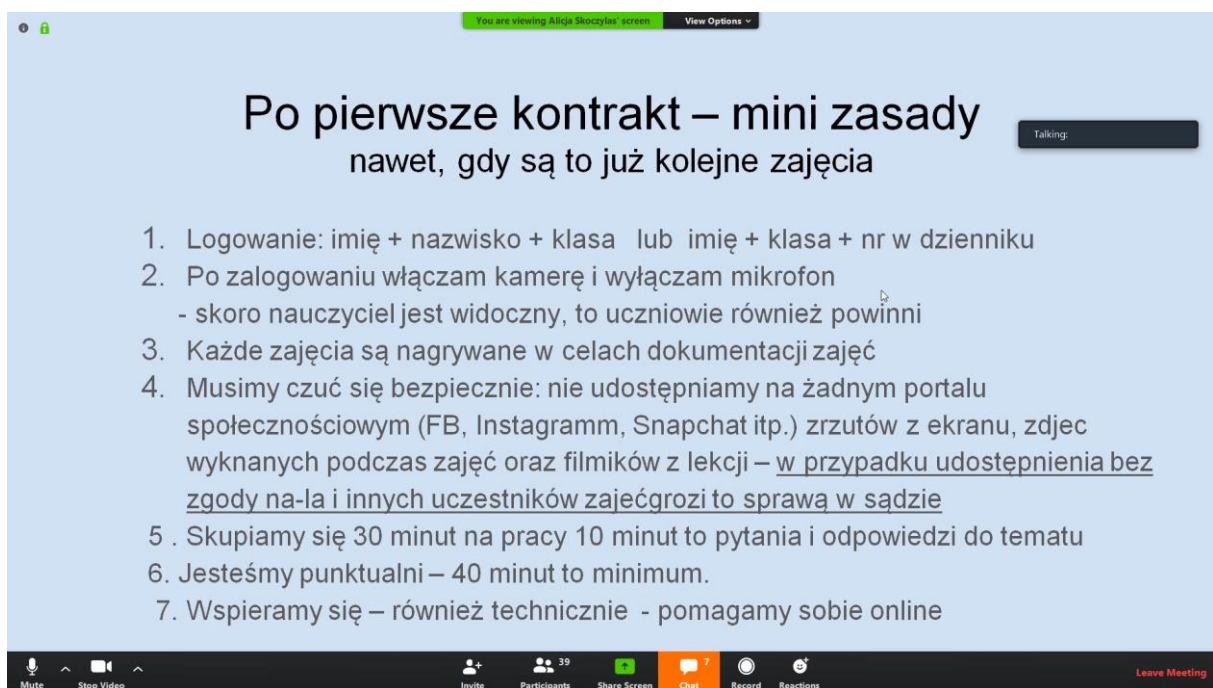 You are viewing Alicja Skoczylas' screen View Options
Po pierwsze kontrakt – mini zasady
nawet, gdy są to już kolejne zajęcia
Talking:
1. Logowanie: imię + nazwisko + klasa lub imię + klasa + nr w dzienniku
2. Po zalogowaniu włączam kamerę i wyłączam mikrofon
- skoro nauczyciel jest widoczny, to uczniowie również powinni
3. Każde zajęcia są nagrywane w celach dokumentacji zajęć
4. Musimy czuć się bezpiecznie: nie udostępniamy na żadnym portalu
społecznościowym (FB, Instagramm, Snapchat itp.) zrzutów z ekranu, zdjec
wyknanych podczas zajęć oraz filmików z lekcji – w przypadku udostępnienia bez
zgody na-la i innych uczestników zajećgrozi to sprawą w sądzie
5 . Skupiamy się 30 minut na pracy 10 minut to pytania i odpowiedzi do tematu
6. Jesteśmy punktualni – 40 minut to minimum.
7. Wspieramy się – również technicznie - pomagamy sobie online
39 7
Mute Stop Video Invite Participants Share Screen Chat Record Reactions Leave Meeting